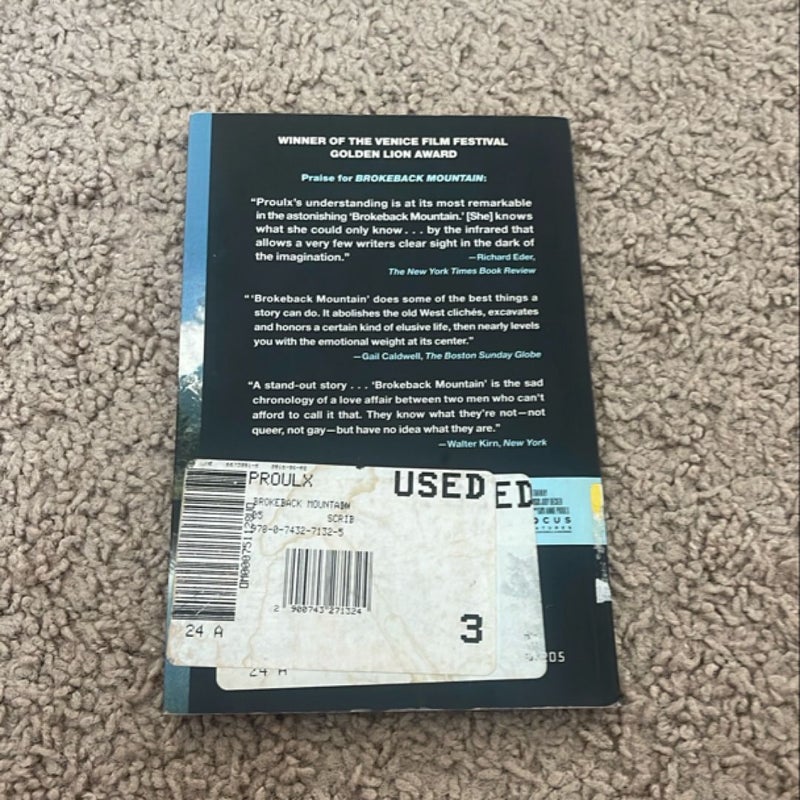 WINNER OF THE VENICE FILM FESTIVAL
GOLDEN LION AWARD
Praise for BROKEBACK MOUNTAIN:
"Proulx's understanding is at its most remarkable
in the astonishing 'Brokeback Mountain.' [She] knows
what she could only know . . . by the infrared that
allows a very few writers clear sight in the dark of
the imagination."
—Richard Eder,
The New York Times Book Review
"'Brokeback Mountain' does some of the best things a
story can do. It abolishes the old West clichés, excavates
and honors a certain kind of elusive life, then nearly levels
you with the emotional weight at its center."
—Gail Caldwell, The Boston Sunday Globe
"A stand-out story . . . 'Brokeback Mountain' is the sad
chronology of a love affair between two men who can't
afford to call it that. They know what they're not—not
queer, not gay—but have no idea what they are."
—Walter Kirn, New York
PROULX
USED
ED
BROKEBACK MOUNTAIN
05
SCRIB
978-0-7432-7132-5
OCUS
2 900743 271324
3
24 A
24 A